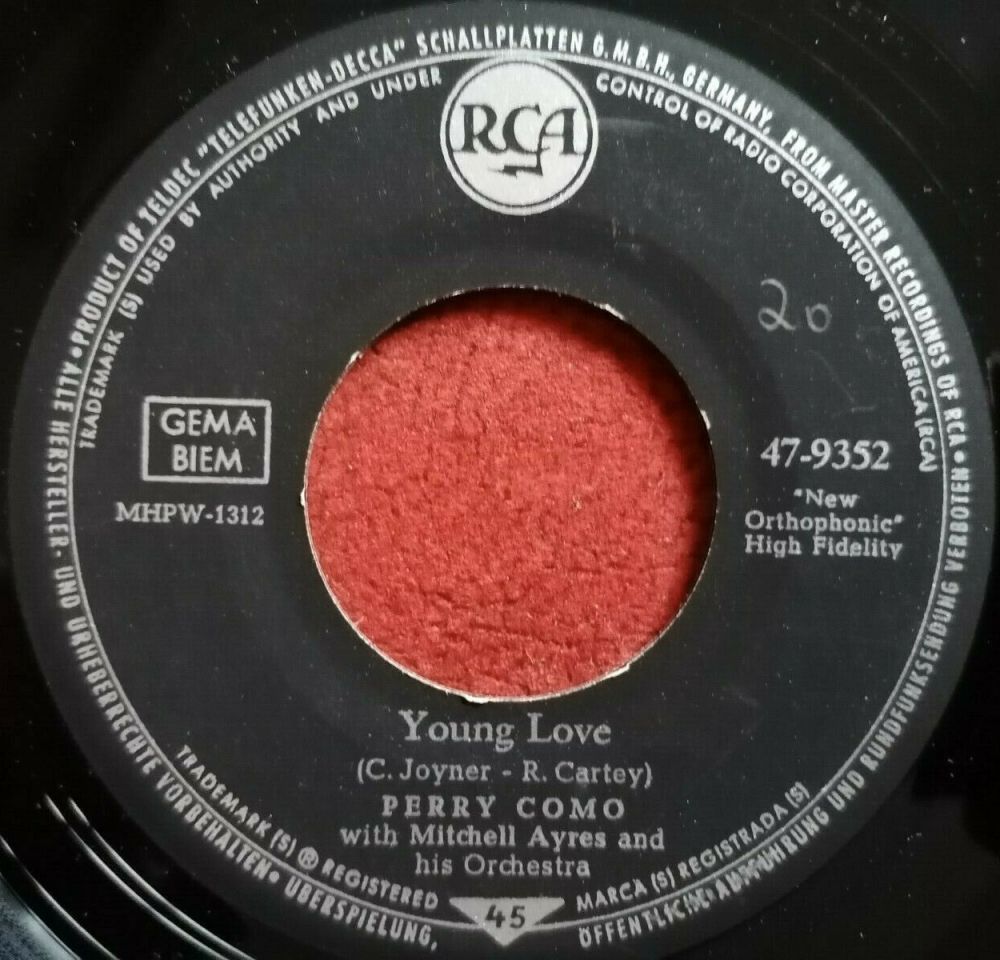 • PRODUCT OF TELDEC "TELEFUNKEN-DECCA" SCHALLPLATTEN G.M.B.H., GERMANY, FROM MASTER RECORDINGS OF RCA •
TRADEMARK (S) USED BY AUTHORITY AND UNDER
CONTROL OF RADIO CORPORATION OF AMERICA (RCA)
RCA
20
GEMA
BIEM
MHPW-1312
47-9352
"New
Orthophonic"
High Fidelity
Young Love
(C. Joyner - R. Cartey)
PERRY COMO
with Mitchell Ayres and
his Orchestra
TRADEMARK (S) ® REGISTERED
MARCA (S) REGISTRADA (S)
45
ALLE HERSTELLER- UND URHEBERRECHTE VORBEHALTEN • ÜBERSPIELUNG,
ÖFFENTLICHE AUFFÜHRUNG UND RUNDFUNKSENDUNG VERBOTEN